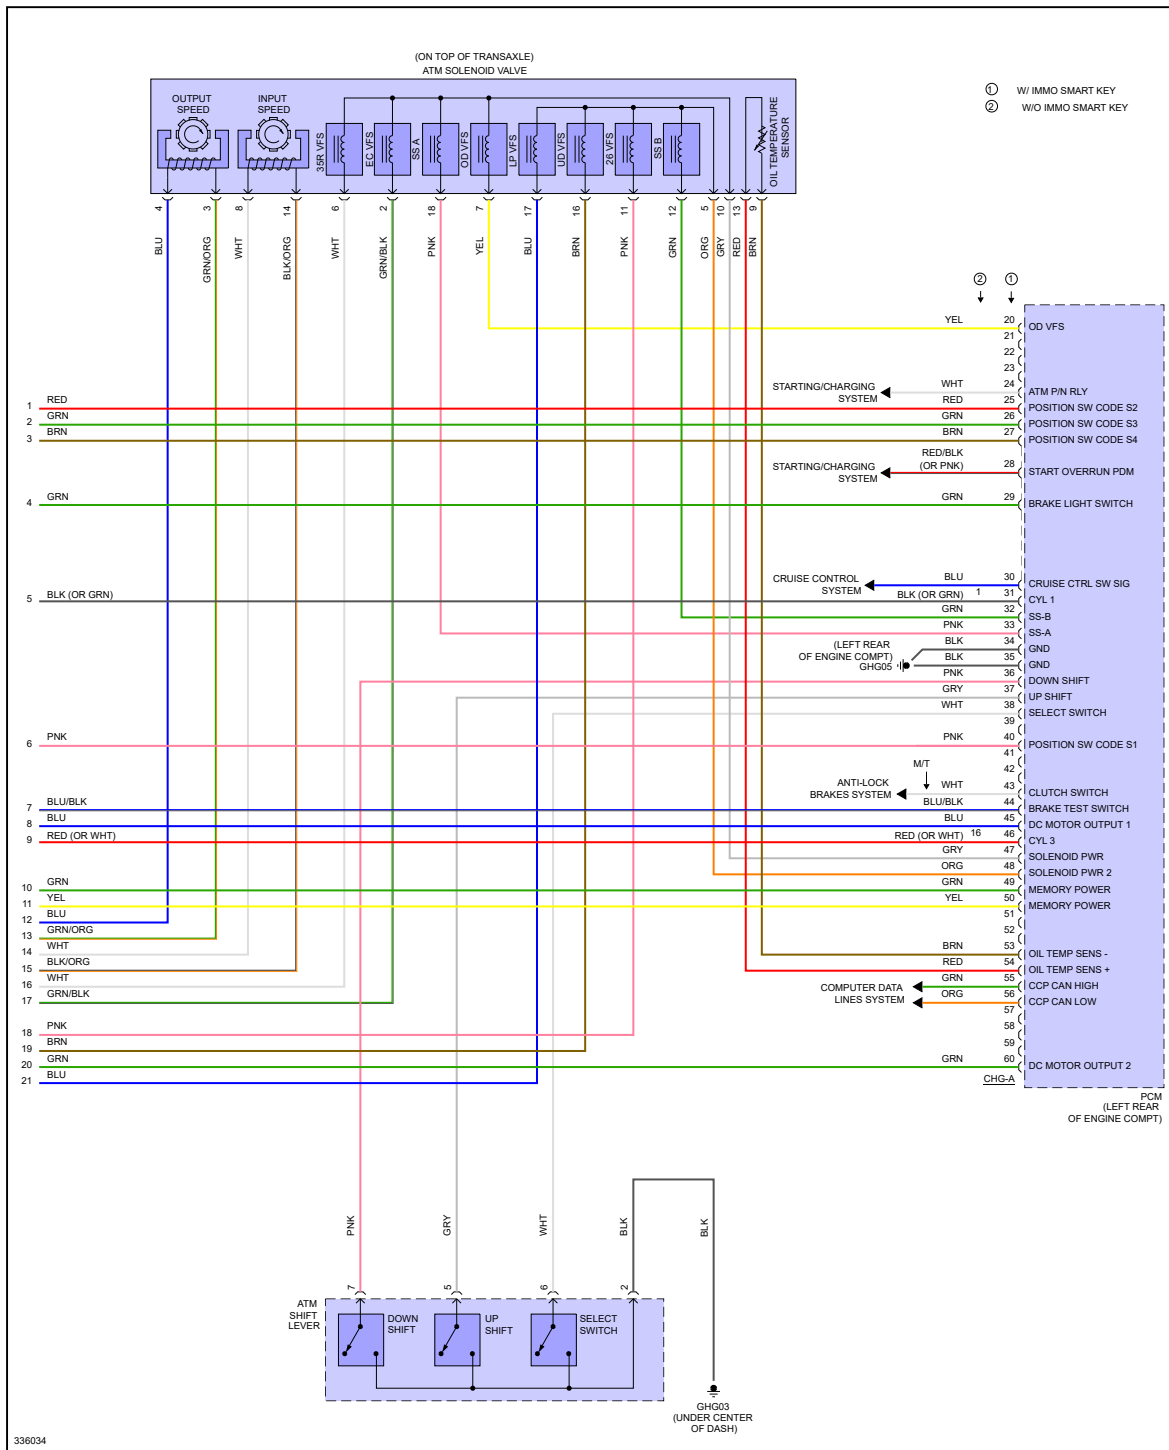 (ON TOP OF TRANSAXLE)
ATM SOLENOID VALVE
① W/ IMMO SMART KEY
② W/O IMMO SMART KEY
OUTPUT
SPEED
INPUT
SPEED
35R VFS
EC VFS
SS A
OD VFS
LP VFS
UD VFS
26 VFS
SS B
OIL TEMPERATURE
SENSOR
4 3 8 14 6 2 18 7 17 16 11 12 5 10 13 9
BLU GRN/ORG WHT BLK/ORG WHT GRN/BLK PNK YEL BLU BRN PNK GRN ORG GRY RED BRN
② ①
YEL 20 OD VFS
21
22
23
STARTING/CHARGING
SYSTEM
WHT 24 ATM P/N RLY
1 RED RED 25 POSITION SW CODE S2
2 GRN GRN 26 POSITION SW CODE S3
3 BRN BRN 27 POSITION SW CODE S4
STARTING/CHARGING
SYSTEM
RED/BLK
(OR PNK) 28 START OVERRUN PDM
4 GRN GRN 29 BRAKE LIGHT SWITCH
CRUISE CONTROL
SYSTEM
BLU 30 CRUISE CTRL SW SIG
5 BLK (OR GRN) BLK (OR GRN) 1 31 CYL 1
GRN 32 SS-B
PNK 33 SS-A
(LEFT REAR
OF ENGINE COMPT)
GHG05
BLK 34 GND
BLK 35 GND
PNK 36 DOWN SHIFT
GRY 37 UP SHIFT
WHT 38 SELECT SWITCH
39
6 PNK PNK 40 POSITION SW CODE S1
41
42
M/T
ANTI-LOCK
BRAKES SYSTEM
WHT 43 CLUTCH SWITCH
7 BLU/BLK BLU/BLK 44 BRAKE TEST SWITCH
8 BLU BLU 45 DC MOTOR OUTPUT 1
9 RED (OR WHT) RED (OR WHT) 16 46 CYL 3
GRY 47 SOLENOID PWR
ORG 48 SOLENOID PWR 2
10 GRN GRN 49 MEMORY POWER
11 YEL YEL 50 MEMORY POWER
12 BLU 51
13 GRN/ORG 52
14 WHT BRN 53 OIL TEMP SENS -
15 BLK/ORG RED 54 OIL TEMP SENS +
16 WHT GRN 55 CCP CAN HIGH
17 GRN/BLK ORG 56 CCP CAN LOW
COMPUTER DATA
LINES SYSTEM
57
18 PNK 58
19 BRN 59
20 GRN GRN 60 DC MOTOR OUTPUT 2
21 BLU CHG-A
PCM
(LEFT REAR
OF ENGINE COMPT)
PNK GRY WHT BLK BLK
7 5 6 2
ATM
SHIFT
LEVER
DOWN
SHIFT
UP
SHIFT
SELECT
SWITCH
GHG03
(UNDER CENTER
OF DASH)
336034